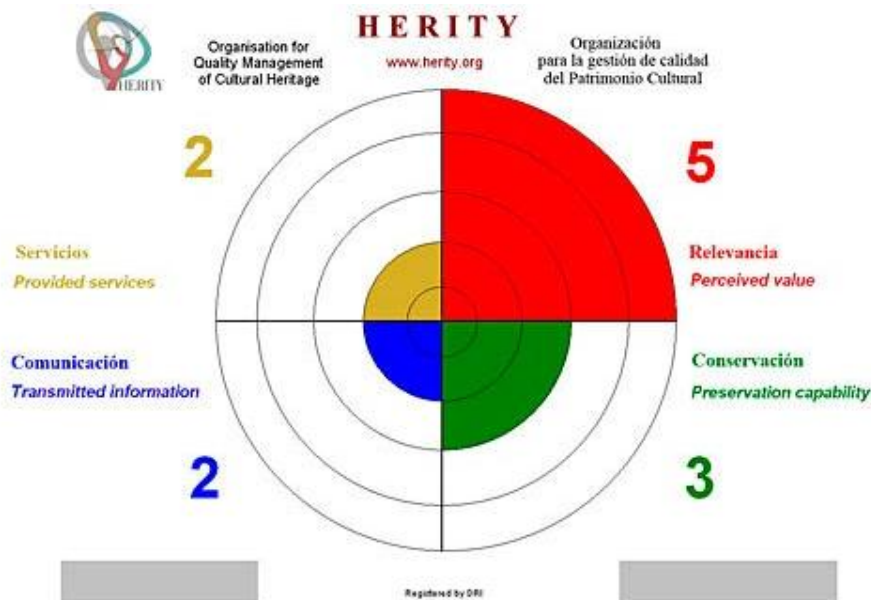 HERITY
Organisation for
Quality Management
of Cultural Heritage
HERITY
www.herity.org
Organización
para la gestión de calidad
del Patrimonio Cultural
2
5
Servicios
Provided services
Relevancia
Perceived value
Comunicación
Transmitted information
Conservación
Preservation capability
2
3
Registered by DRI